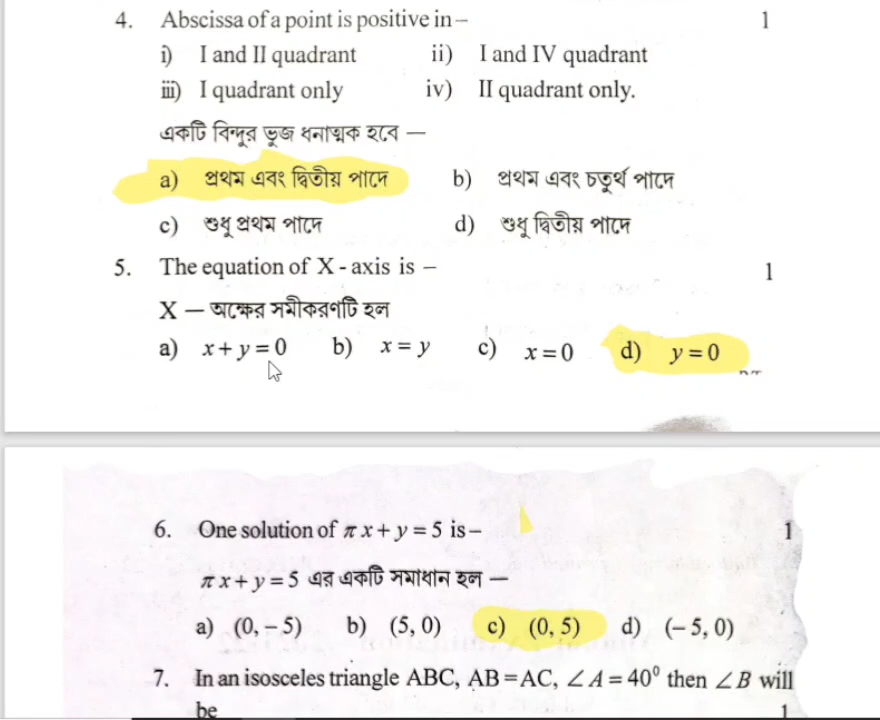 4. Abscissa of a point is positive in – 1
i) I and II quadrant ii) I and IV quadrant
iii) I quadrant only iv) II quadrant only.
একটি বিন্দুর ভুজ ধনাত্মক হবে —
a) প্রথম এবং দ্বিতীয় পাদে b) প্রথম এবং চতুর্থ পাদে
c) শুধু প্রথম পাদে d) শুধু দ্বিতীয় পাদে
5. The equation of X - axis is – 1
X — অক্ষের সমীকরণটি হল
a) x + y = 0 b) x = y c) x = 0 d) y = 0
6. One solution of π x + y = 5 is – 1
π x + y = 5 এর একটি সমাধান হল —
a) (0, – 5) b) (5, 0) c) (0, 5) d) (– 5, 0)
7. In an isosceles triangle ABC, AB = AC, ∠A = 40⁰ then ∠B will
be 1